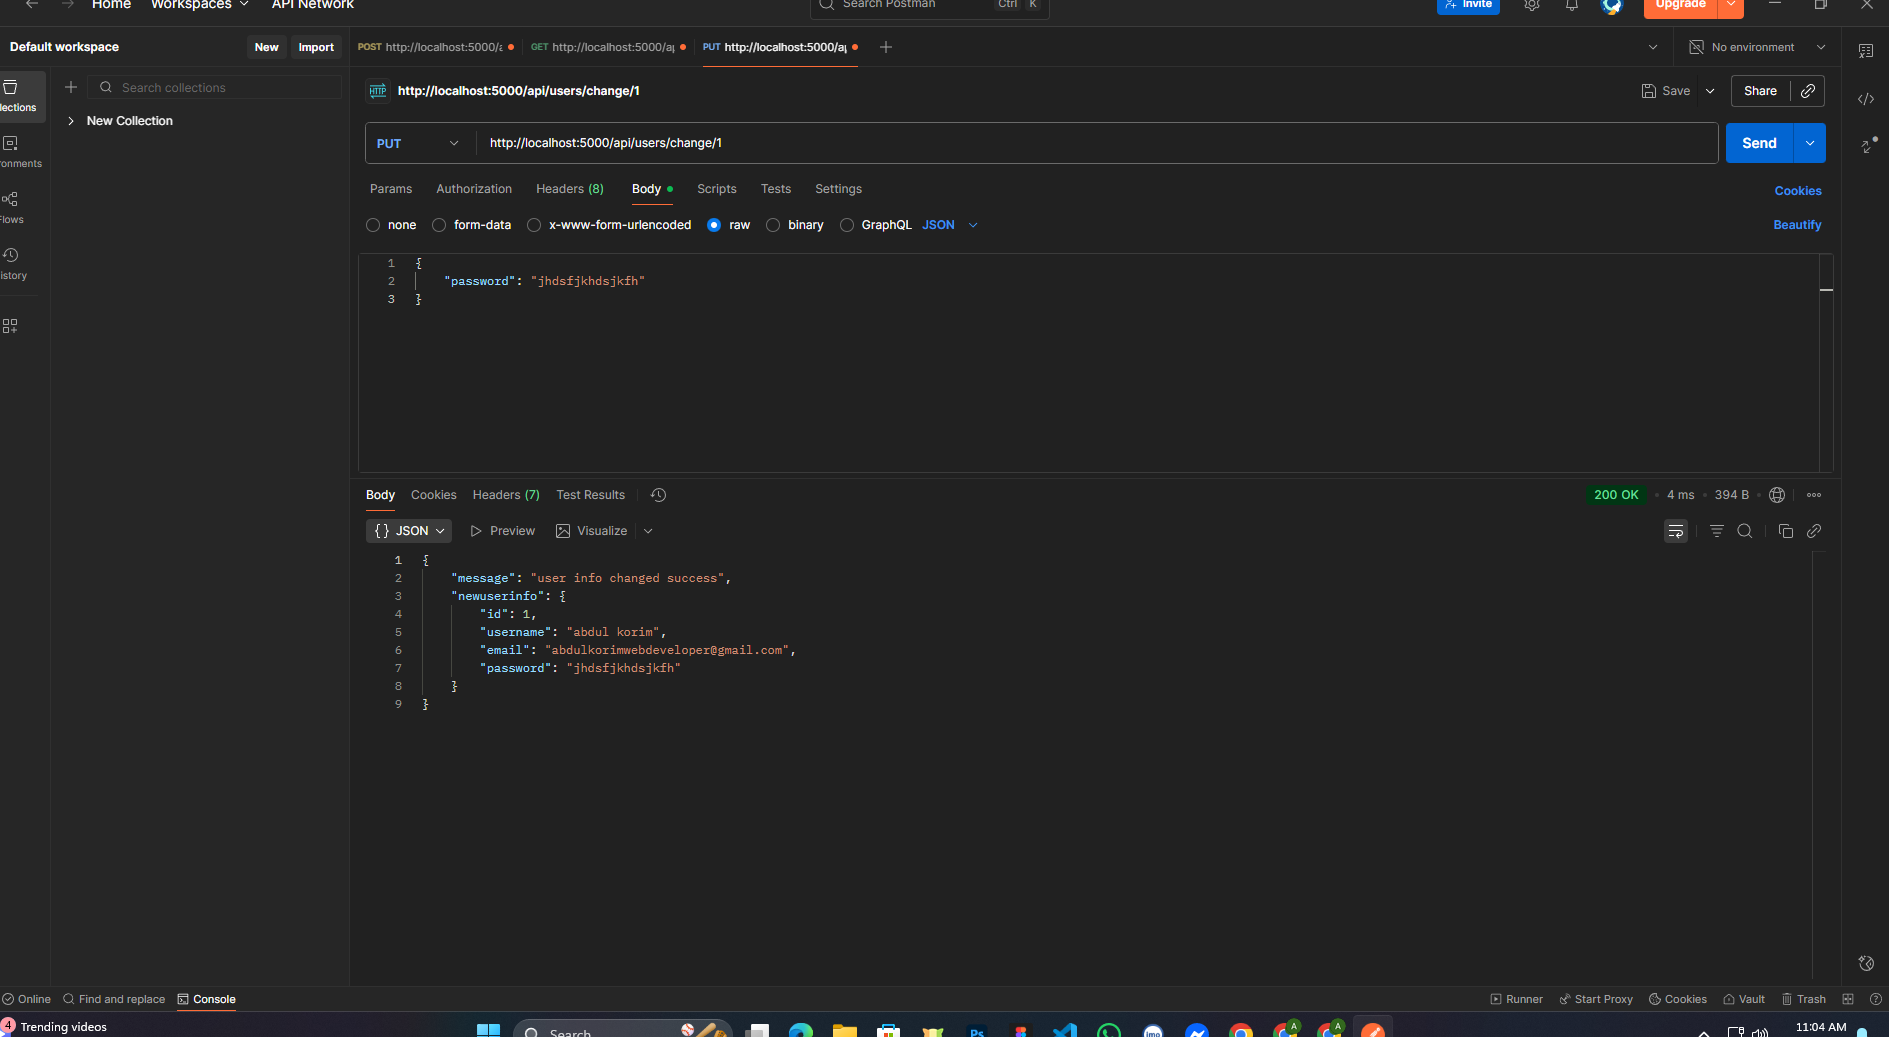 Home Workspaces API Network Search Postman Ctrl K Invite Upgrade
Default workspace New Import POST http://localhost:5000/a GET http://localhost:5000/a PUT http://localhost:5000/a No environment
Search collections http://localhost:5000/api/users/change/1 Save Share
lections
New Collection
PUT http://localhost:5000/api/users/change/1 Send
ronments
Params Authorization Headers (8) Body Scripts Tests Settings Cookies
lows
none form-data x-www-form-urlencoded raw binary GraphQL JSON Beautify
istory
1 {
2 "password": "jhdsfjkhdsjkfh"
3 }
Body Cookies Headers (7) Test Results 200 OK 4 ms 394 B
{} JSON Preview Visualize
1 {
2 "message": "user info changed success",
3 "newuserinfo": {
4 "id": 1,
5 "username": "abdul korim",
6 "email": "abdulkorimwebdeveloper@gmail.com",
7 "password": "jhdsfjkhdsjkfh"
8 }
9 }
Online Find and replace Console Runner Start Proxy Cookies Vault Trash
4 Trending videos Search Ps imo A A 11:04 AM